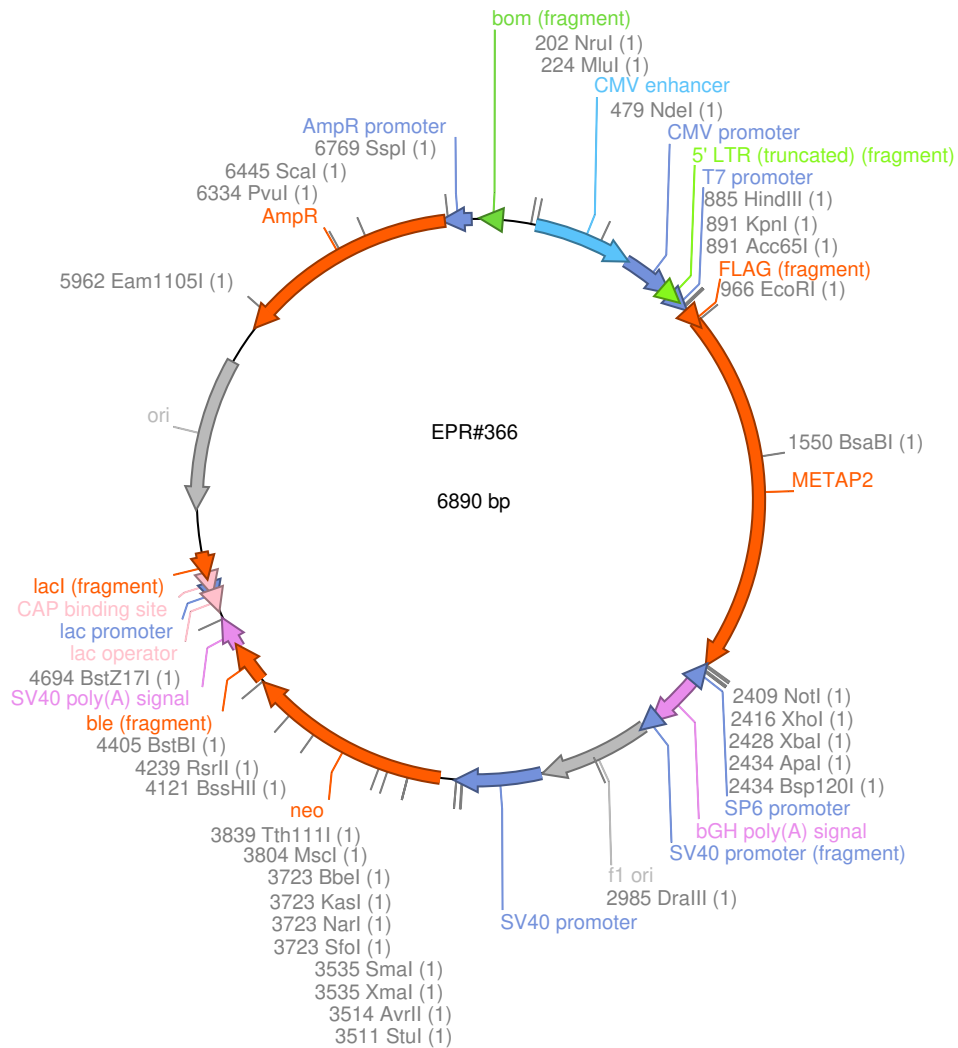 bom (fragment)
202 NruI (1)
224 MluI (1)
CMV enhancer
479 NdeI (1)
AmpR promoter
CMV promoter
6769 SspI (1)
5' LTR (truncated) (fragment)
6445 ScaI (1)
T7 promoter
6334 PvuI (1)
885 HindIII (1)
AmpR
891 KpnI (1)
891 Acc65I (1)
FLAG (fragment)
5962 Eam1105I (1)
966 EcoRI (1)
ori
EPR#366
1550 BsaBI (1)
METAP2
6890 bp
lacI (fragment)
CAP binding site
lac promoter
lac operator
4694 BstZ17I (1)
SV40 poly(A) signal
ble (fragment)
4405 BstBI (1)
4239 RsrII (1)
4121 BssHII (1)
neo
2409 NotI (1)
2416 XhoI (1)
2428 XbaI (1)
2434 ApaI (1)
2434 Bsp120I (1)
SP6 promoter
bGH poly(A) signal
SV40 promoter (fragment)
3839 Tth111I (1)
3804 MscI (1)
3723 BbeI (1)
3723 KasI (1)
3723 NarI (1)
3723 SfoI (1)
3535 SmaI (1)
3535 XmaI (1)
3514 AvrII (1)
3511 StuI (1)
f1 ori
2985 DraIII (1)
SV40 promoter